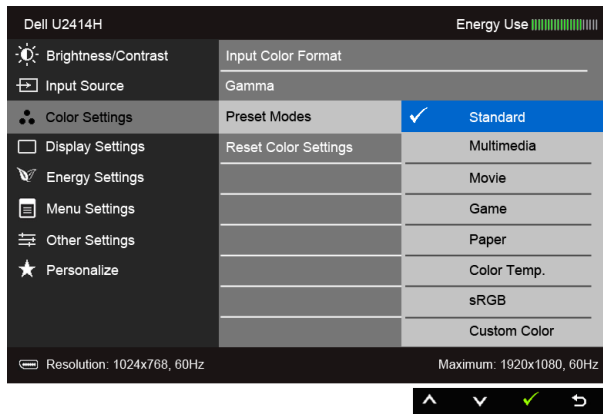 Dell U2414H Energy Use
Brightness/Contrast Input Color Format
Input Source Gamma
Color Settings Preset Modes Standard
Display Settings Reset Color Settings Multimedia
Energy Settings Movie
Menu Settings Game
Other Settings Paper
Personalize Color Temp.
sRGB
Custom Color
Resolution: 1024x768, 60Hz Maximum: 1920x1080, 60Hz